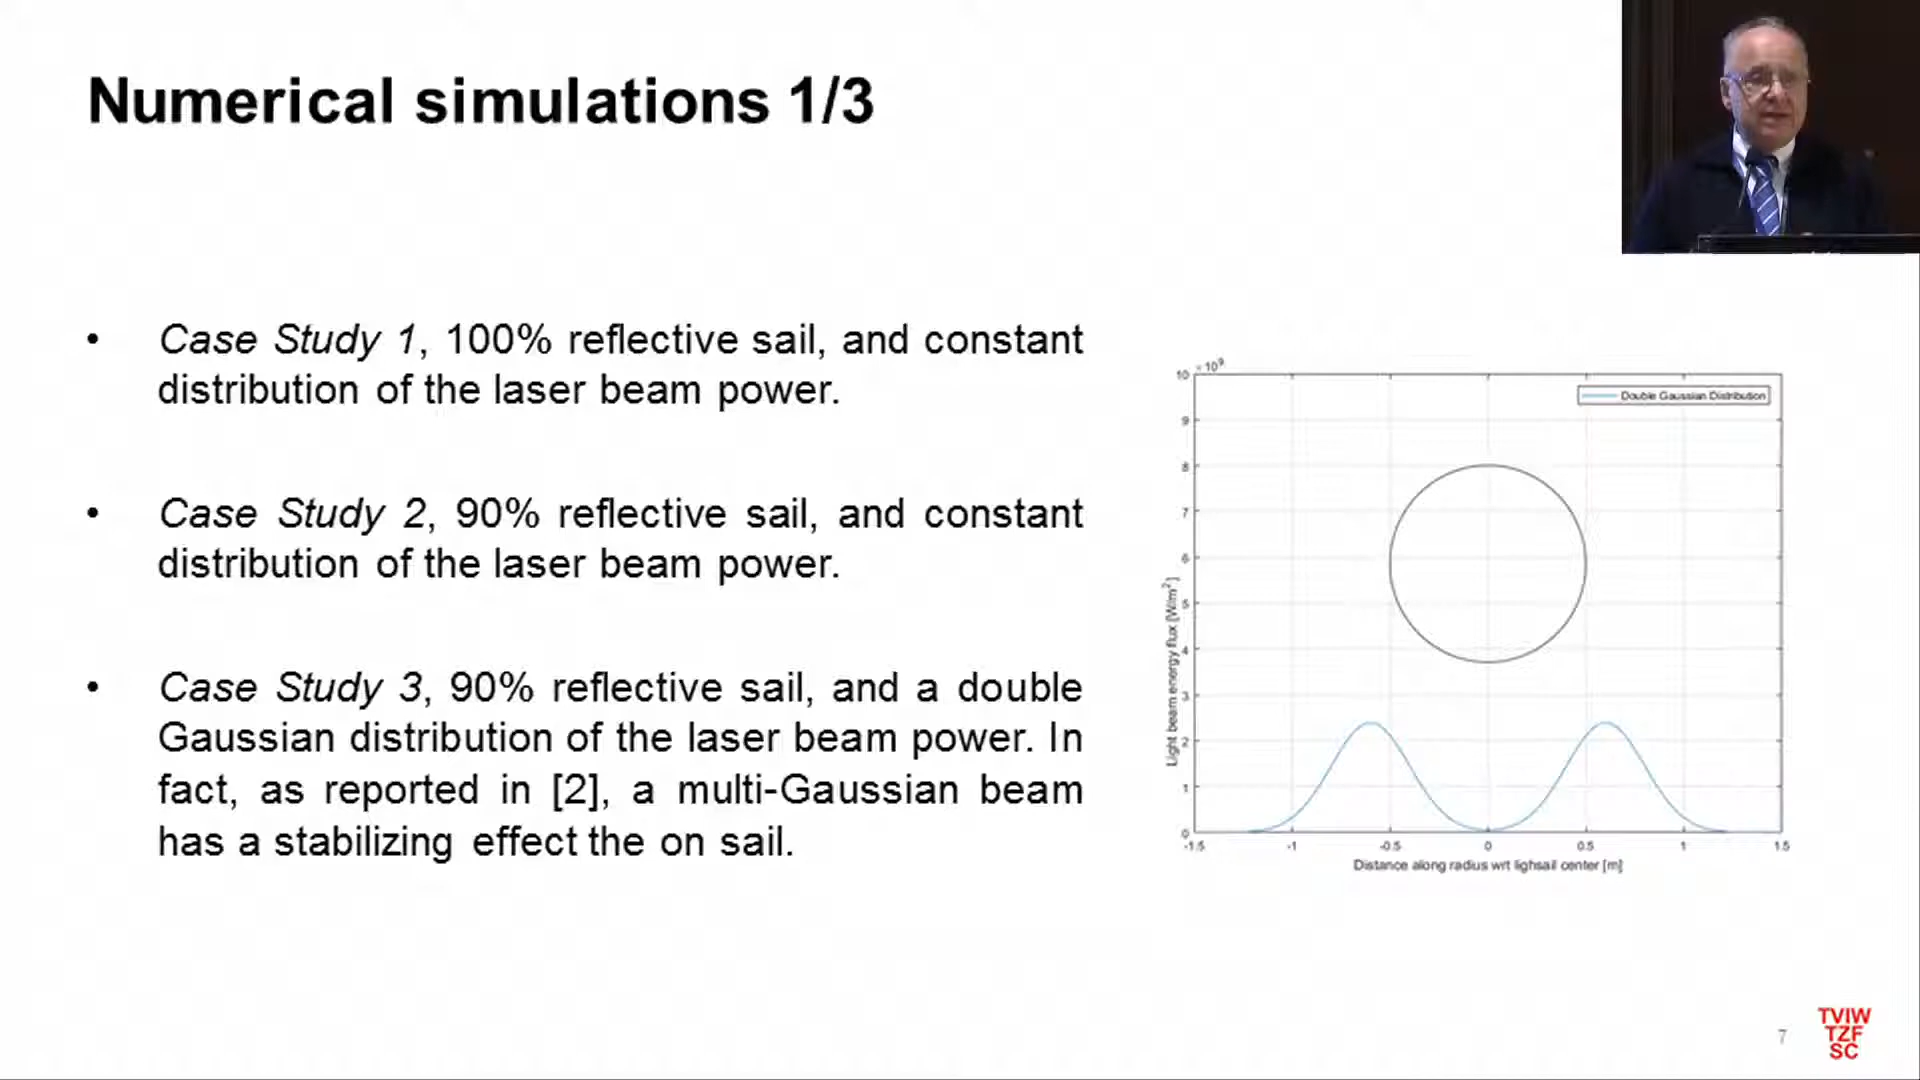 Numerical simulations 1/3
• Case Study 1, 100% reflective sail, and constant
distribution of the laser beam power.
• Case Study 2, 90% reflective sail, and constant
distribution of the laser beam power.
• Case Study 3, 90% reflective sail, and a double
Gaussian distribution of the laser beam power. In
fact, as reported in [2], a multi-Gaussian beam
has a stabilizing effect the on sail.
× 10⁹
Double Gaussian Distribution
10
9
8
7
6
5
4
3
2
1
0
Light beam energy flux [W/m²]
-1.5 -1 -0.5 0 0.5 1 1.5
Distance along radius wrt lighsail center [m]
7
TVIW
TZF
SC